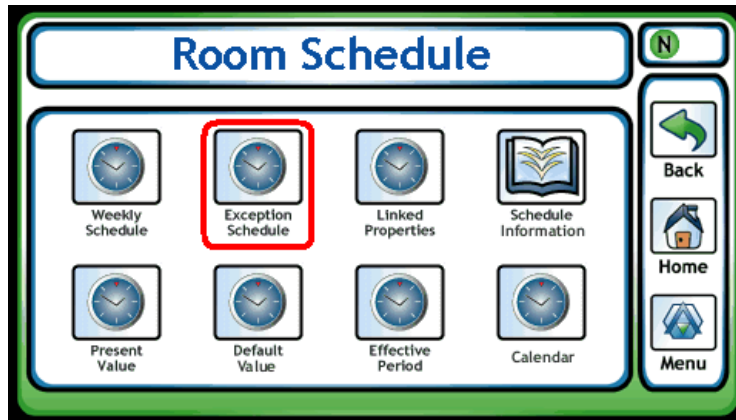 Room Schedule
N
Weekly
Schedule
Exception
Schedule
Linked
Properties
Schedule
Information
Present
Value
Default
Value
Effective
Period
Calendar
Back
Home
Menu